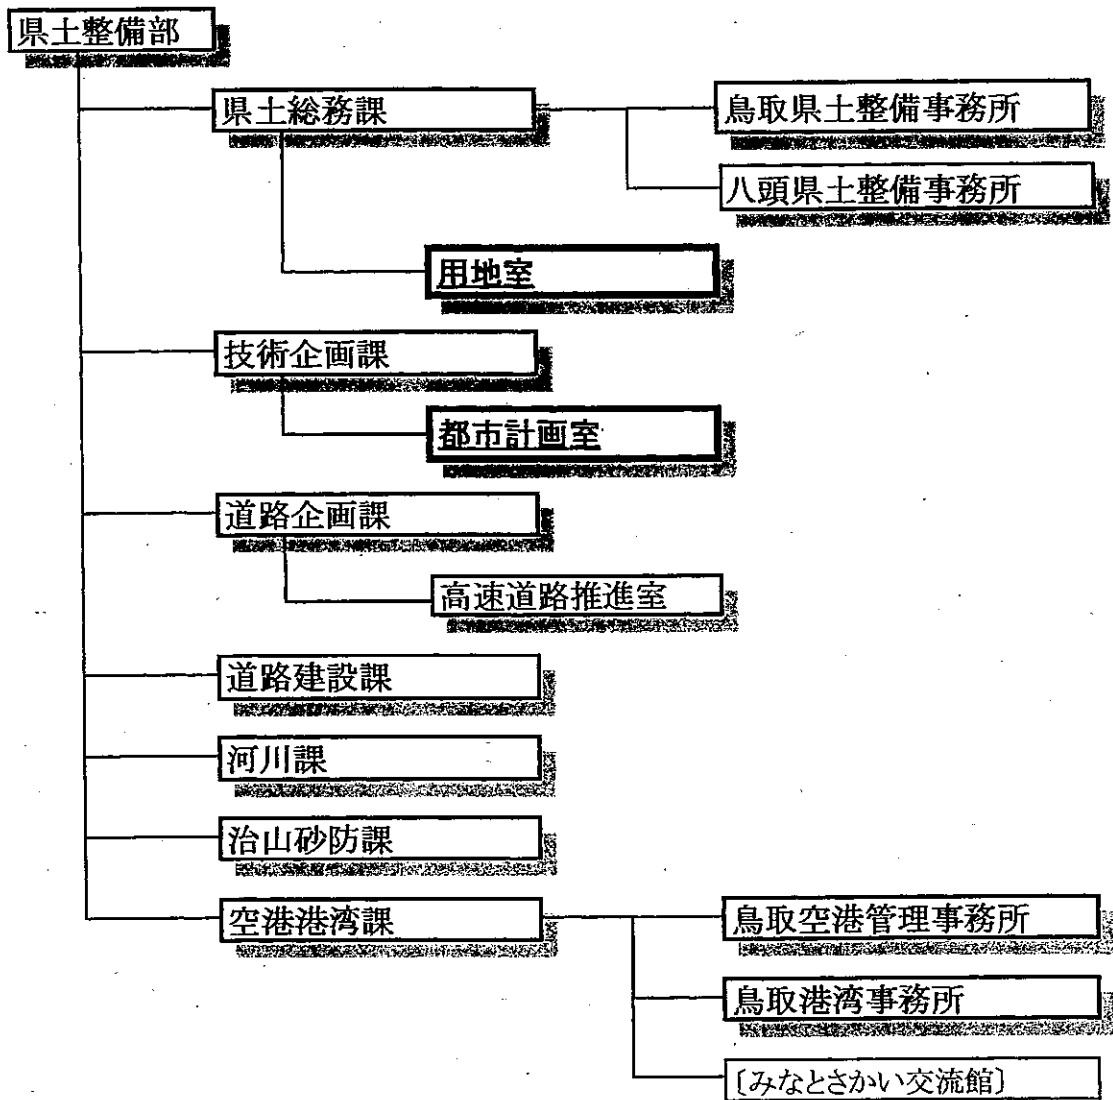 県土整備部
県土総務課
鳥取県土整備事務所
八頭県土整備事務所
用地室
技術企画課
都市計画室
道路企画課
高速道路推進室
道路建設課
河川課
治山砂防課
空港港湾課
鳥取空港管理事務所
鳥取港湾事務所
〔みなとさかい交流館〕